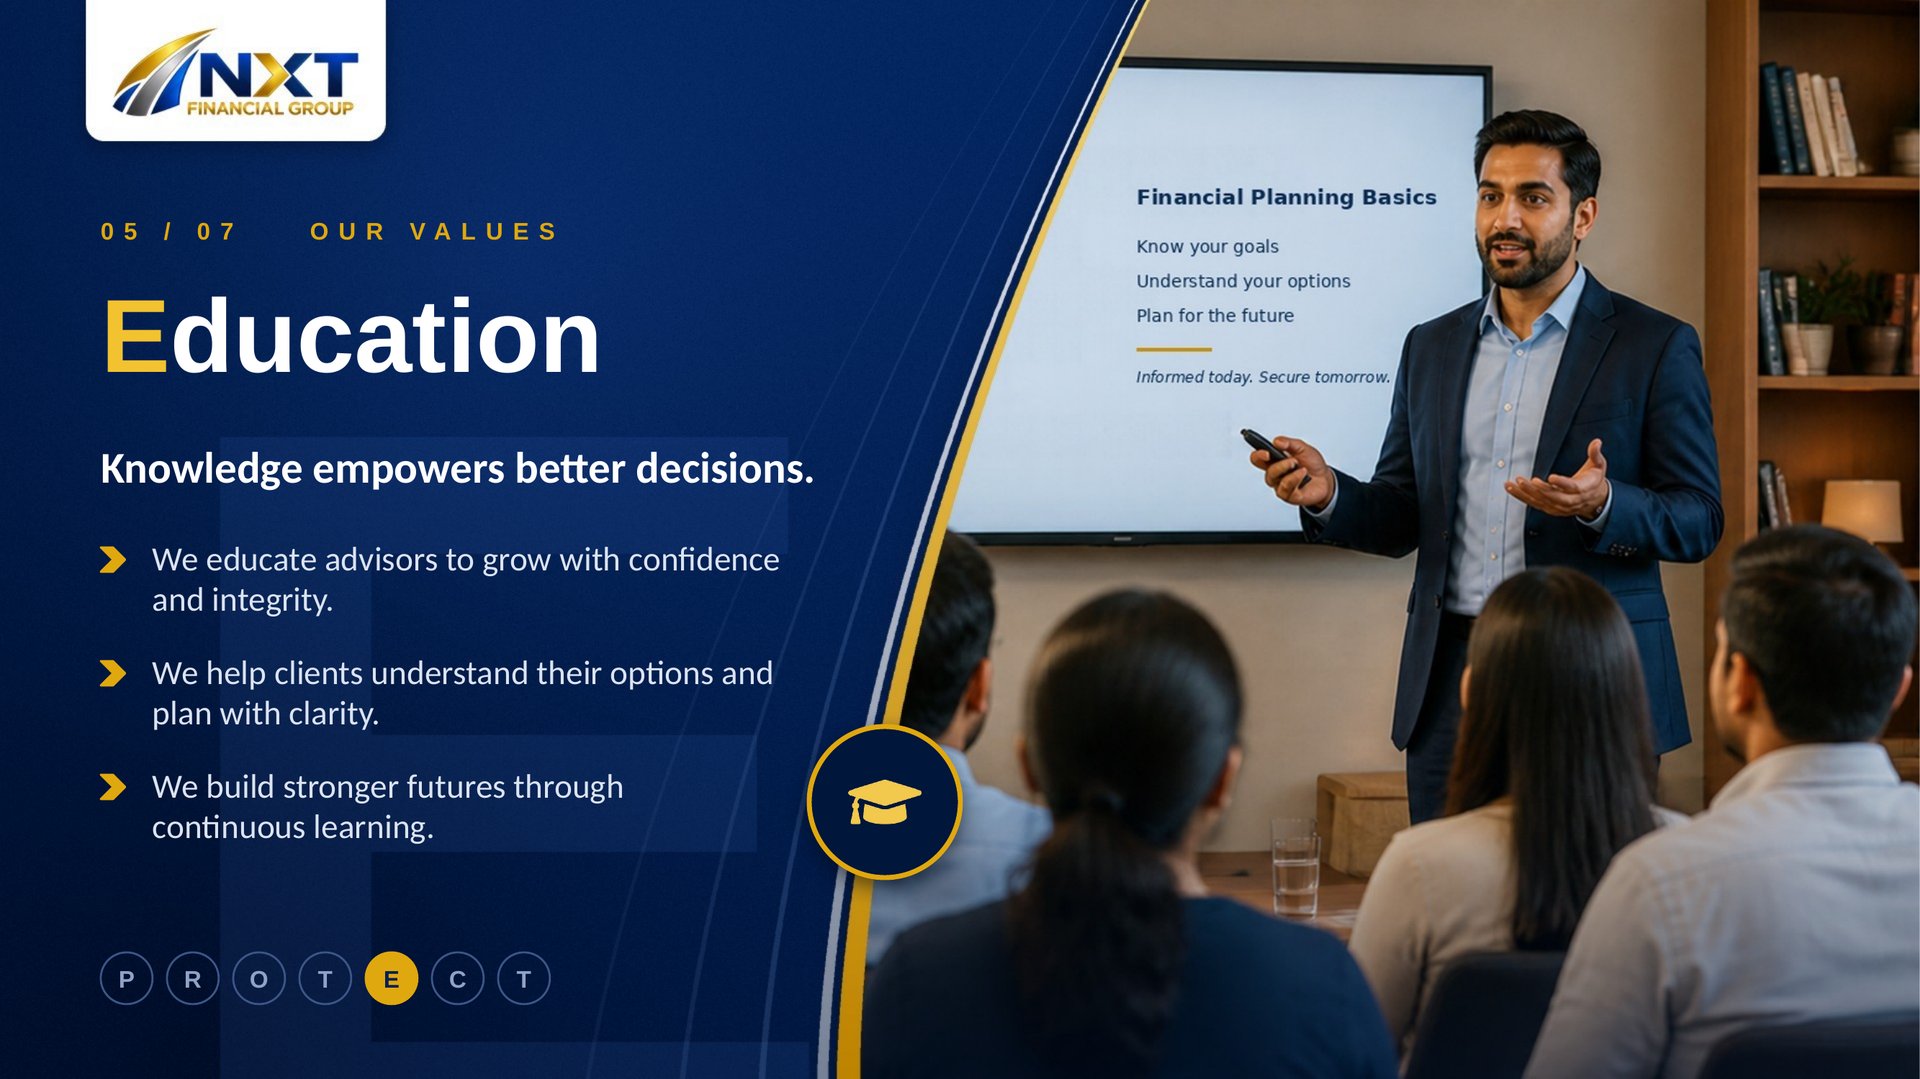 NXT
FINANCIAL GROUP
05 / 07 OUR VALUES
Education
Knowledge empowers better decisions.
We educate advisors to grow with confidence
and integrity.
We help clients understand their options and
plan with clarity.
We build stronger futures through
continuous learning.
P R O T E C T
Financial Planning Basics
Know your goals
Understand your options
Plan for the future
Informed today. Secure tomorrow.